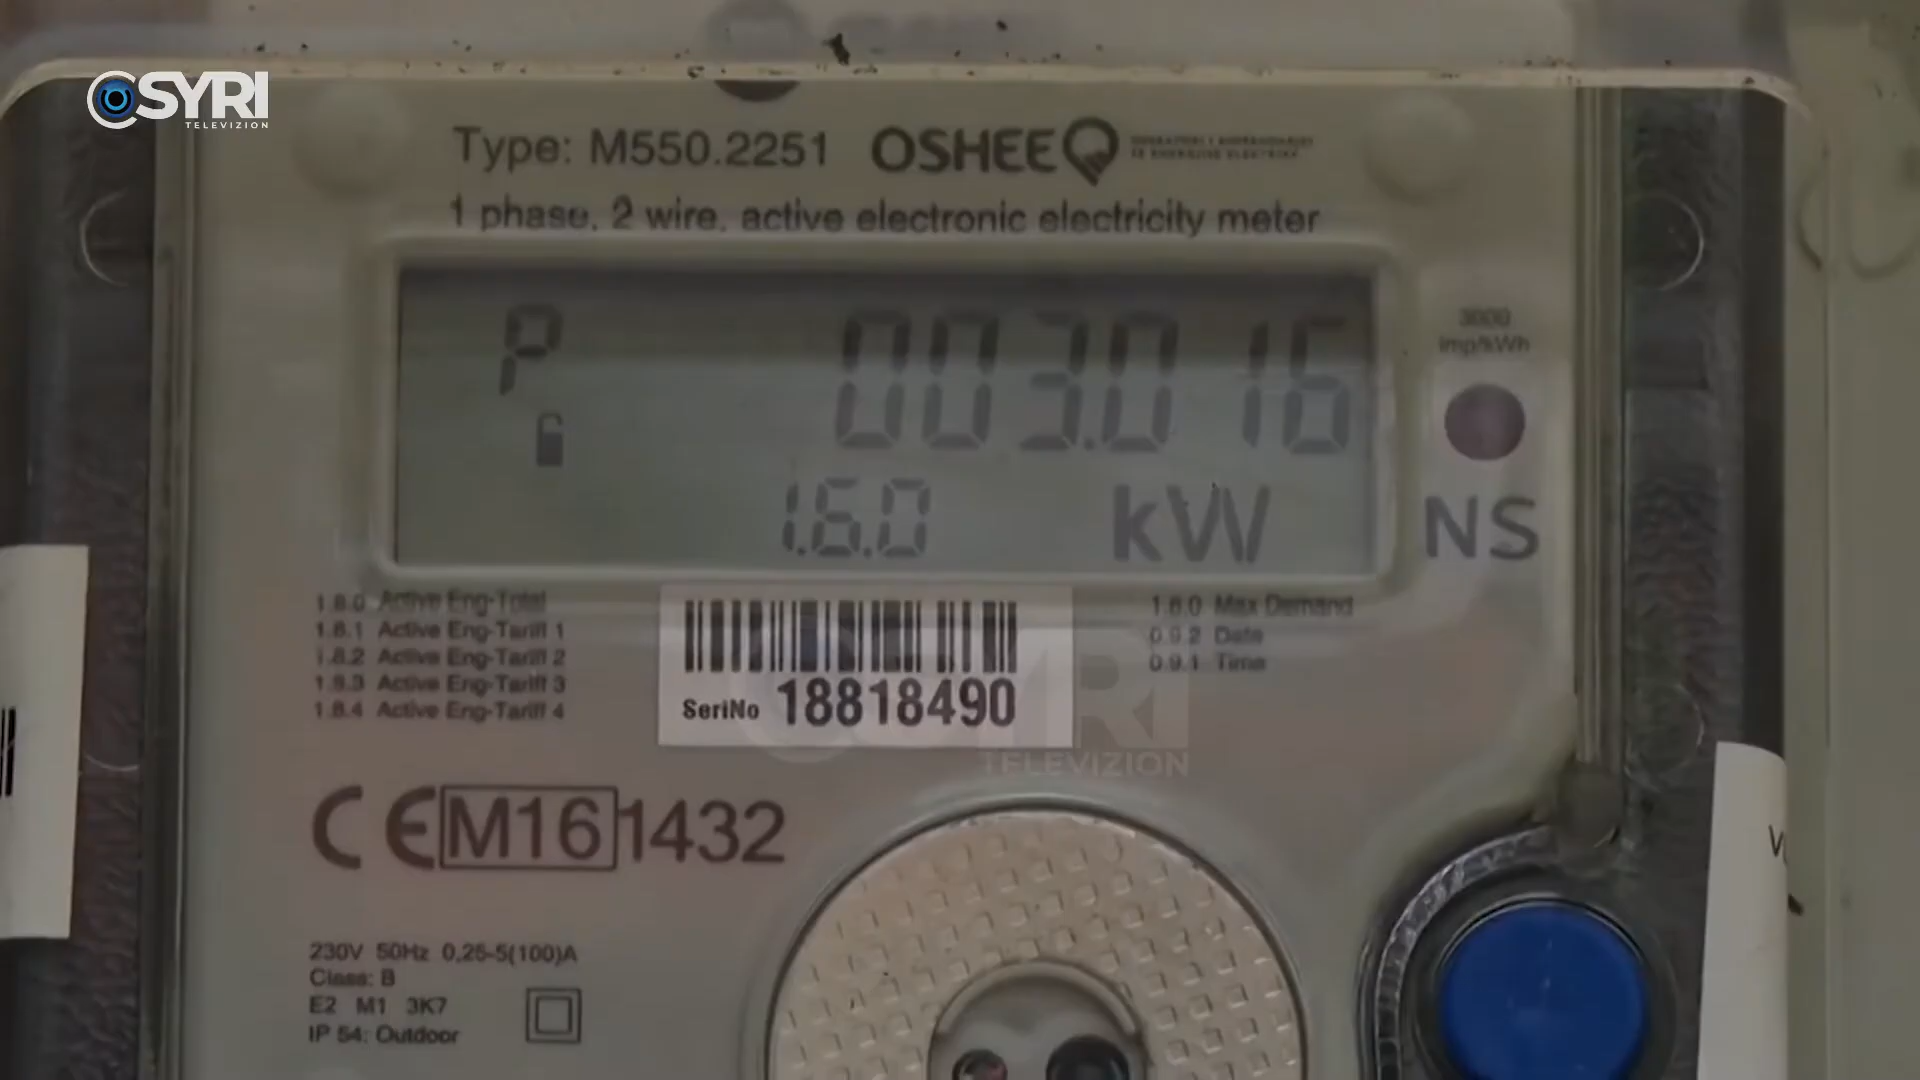 SYRI
TELEVIZION
Type: M550.2251 OSHEE
1 phase, 2 wire, active electronic electricity meter
P 003.016
1.6.0 kW
3000
imp/kWh
NS
1.8.0 Active Eng-Total
1.8.1 Active Eng-Tariff 1
1.8.2 Active Eng-Tariff 2
1.8.3 Active Eng-Tariff 3
1.8.4 Active Eng-Tariff 4
SeriNo 18818490
1.6.0 Max Demand
0.9.2 Date
0.9.1 Time
SYRI
TELEVIZION
CE M16 1432
230V 50Hz 0,25-5(100)A
Class: B
E2 M1 3K7
IP 54: Outdoor